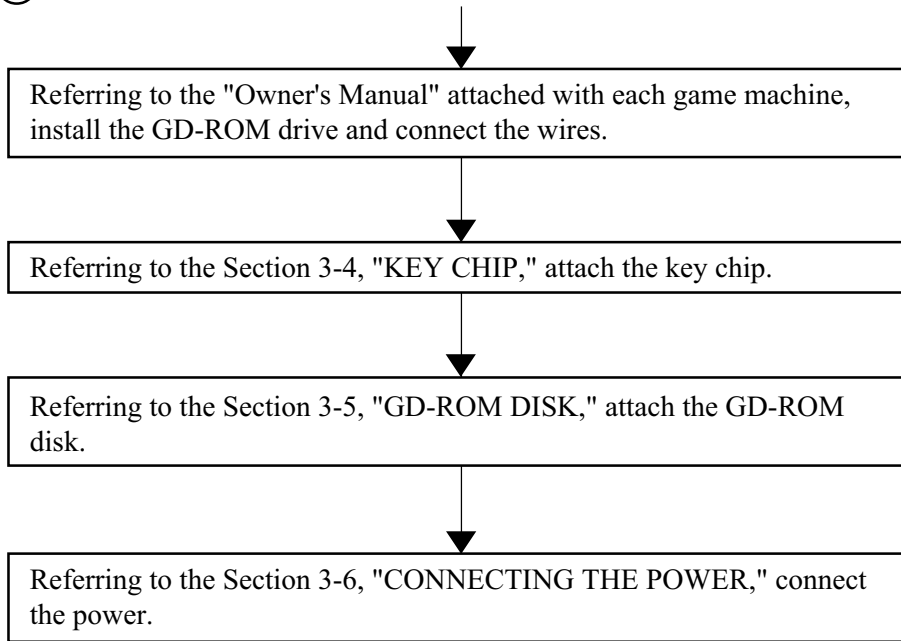 Referring to the "Owner's Manual" attached with each game machine,
install the GD-ROM drive and connect the wires.
Referring to the Section 3-4, "KEY CHIP," attach the key chip.
Referring to the Section 3-5, "GD-ROM DISK," attach the GD-ROM
disk.
Referring to the Section 3-6, "CONNECTING THE POWER," connect
the power.